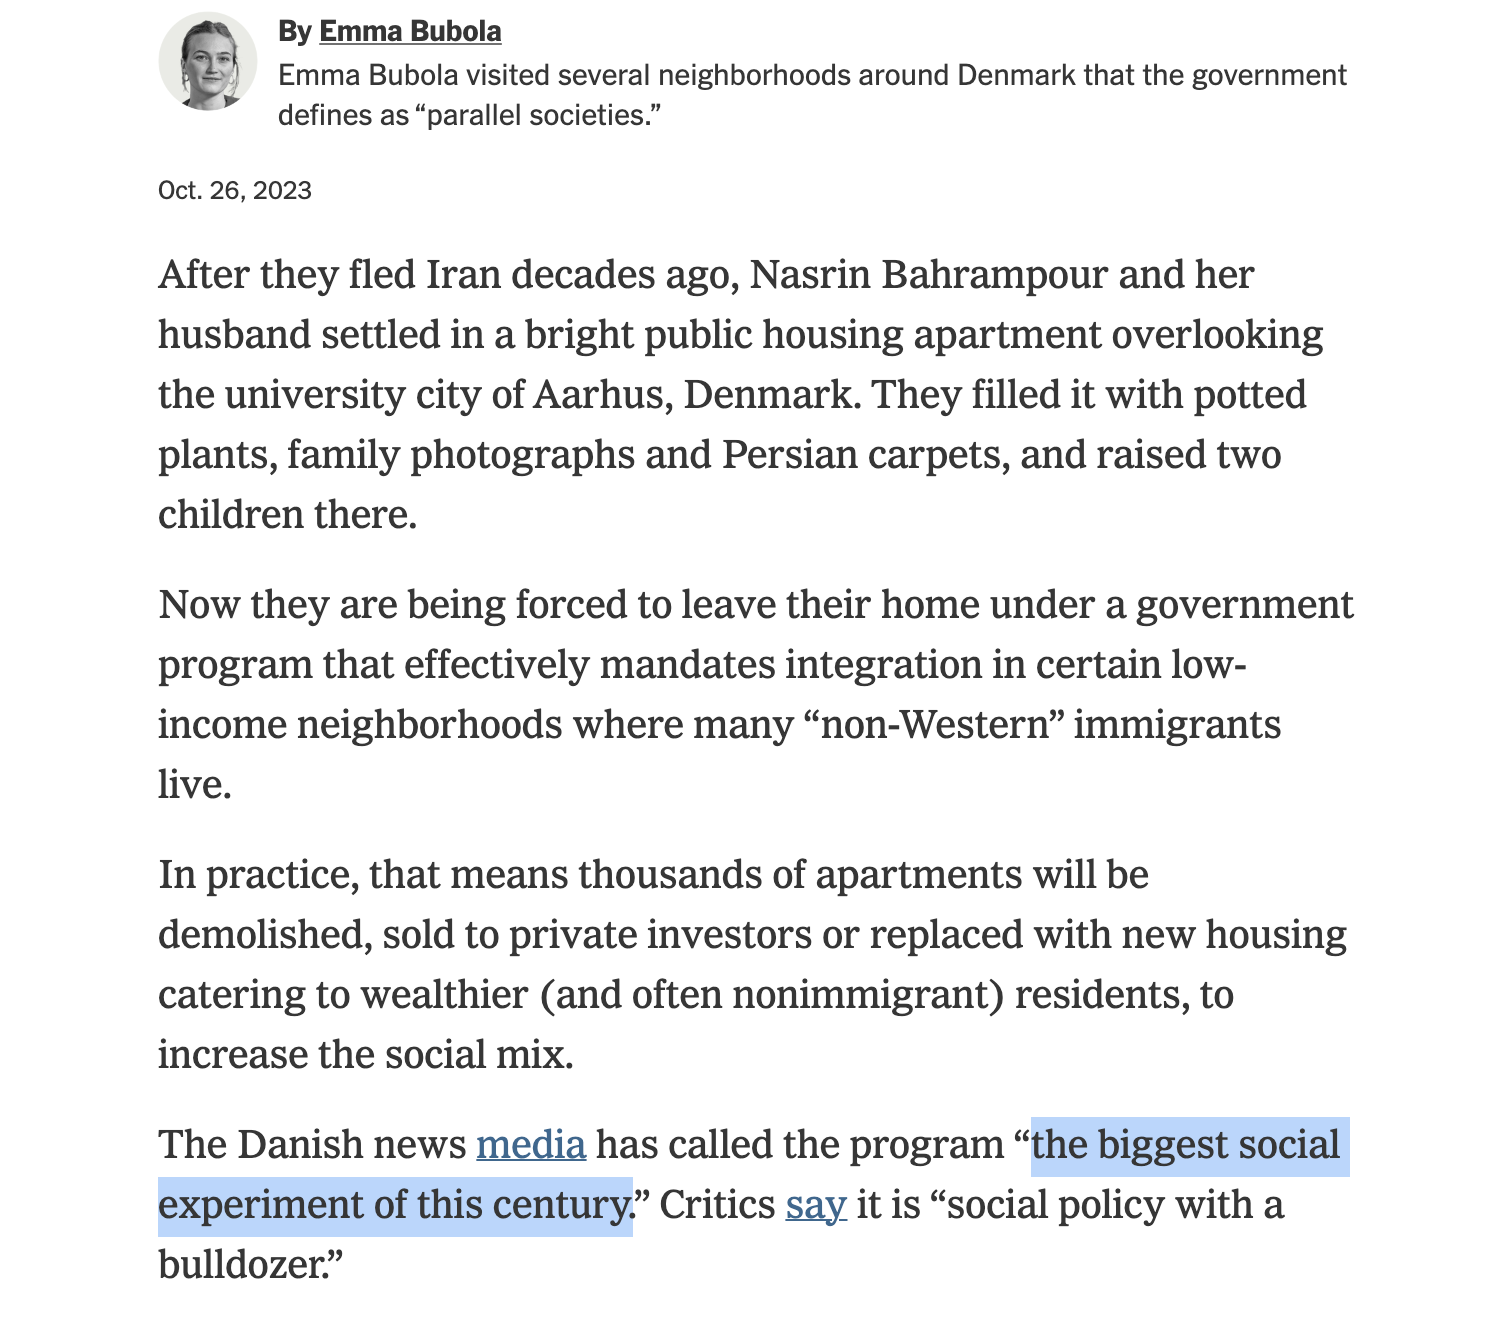 By Emma Bubola
Emma Bubola visited several neighborhoods around Denmark that the government
defines as “parallel societies.”
Oct. 26, 2023
After they fled Iran decades ago, Nasrin Bahrampour and her
husband settled in a bright public housing apartment overlooking
the university city of Aarhus, Denmark. They filled it with potted
plants, family photographs and Persian carpets, and raised two
children there.
Now they are being forced to leave their home under a government
program that effectively mandates integration in certain low-
income neighborhoods where many “non-Western” immigrants
live.
In practice, that means thousands of apartments will be
demolished, sold to private investors or replaced with new housing
catering to wealthier (and often nonimmigrant) residents, to
increase the social mix.
The Danish news media has called the program “the biggest social
experiment of this century.” Critics say it is “social policy with a
bulldozer.”